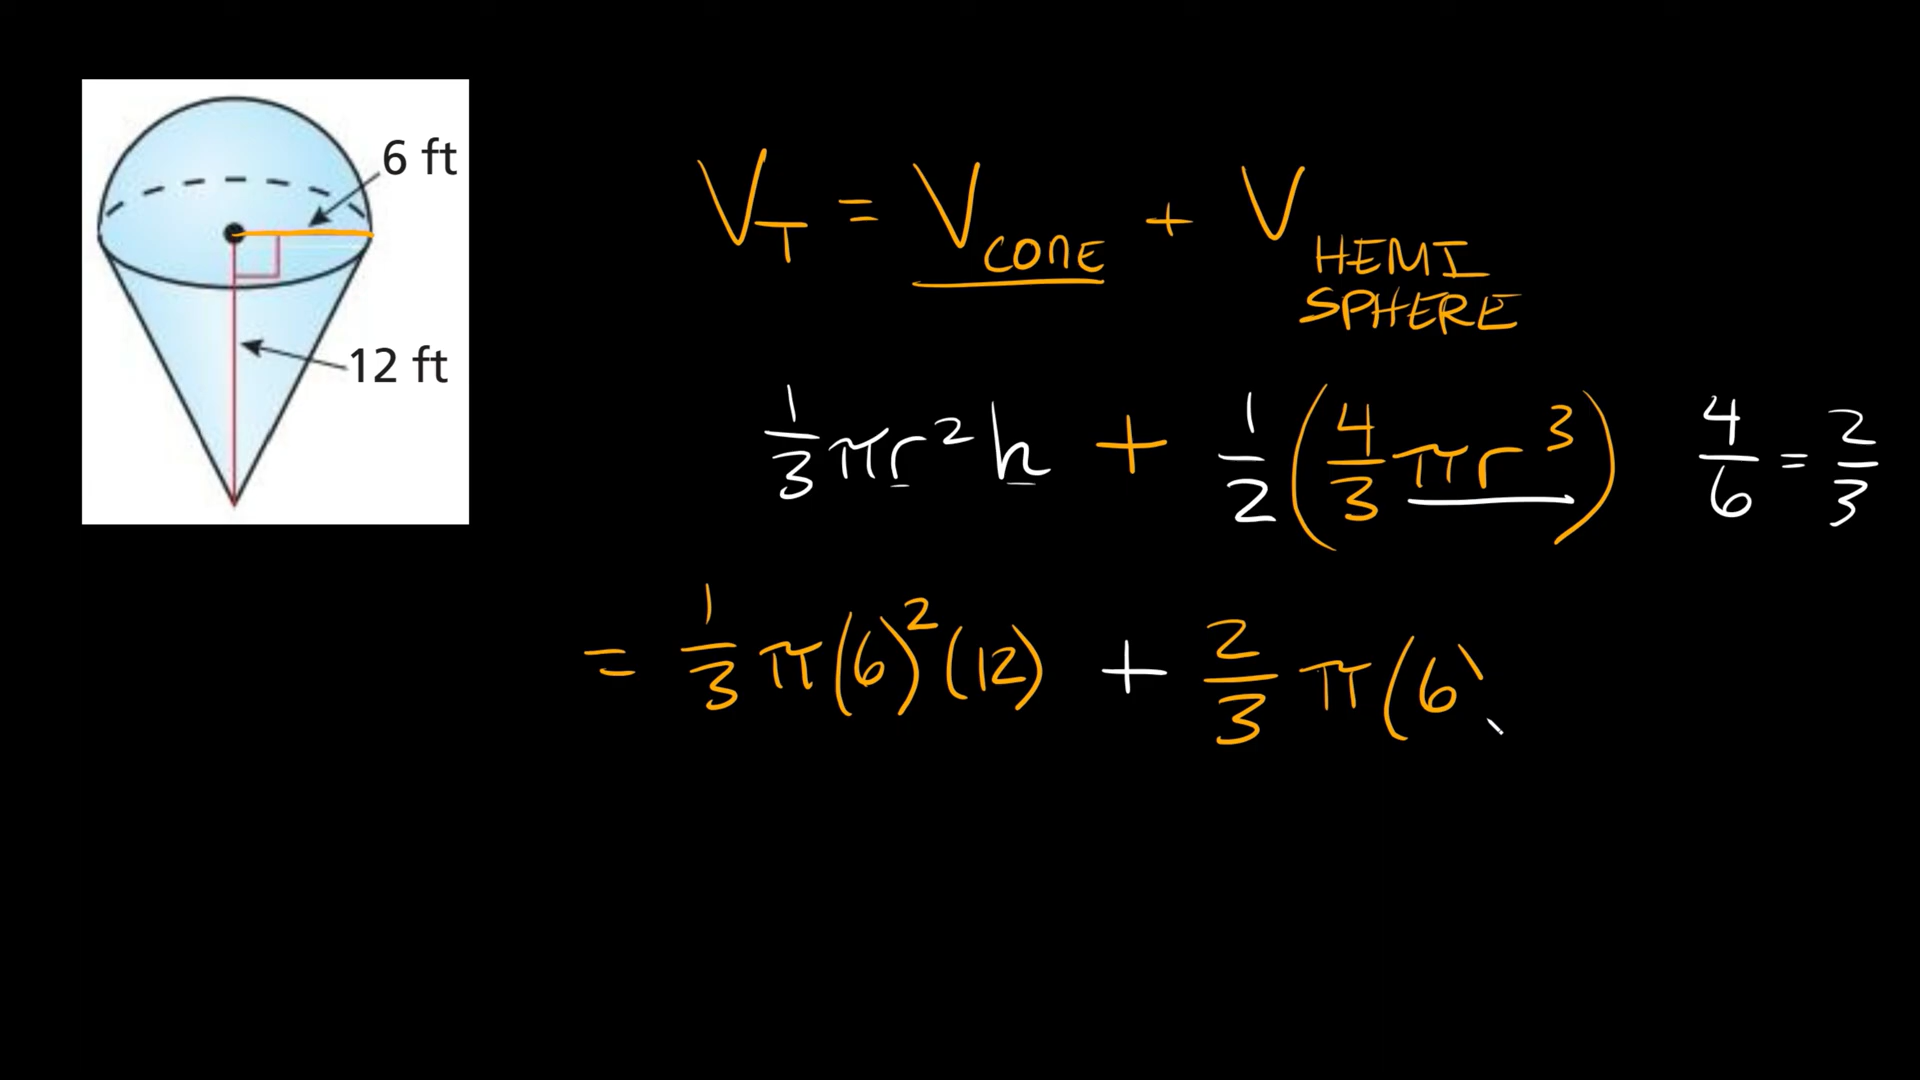 6 ft
12 ft
V_T = V_CONE + V_HEMI SPHERE
1/3 πr²h + 1/2 (4/3 πr³) 4/6 = 2/3
= 1/3 π(6)²(12) + 2/3 π(6)